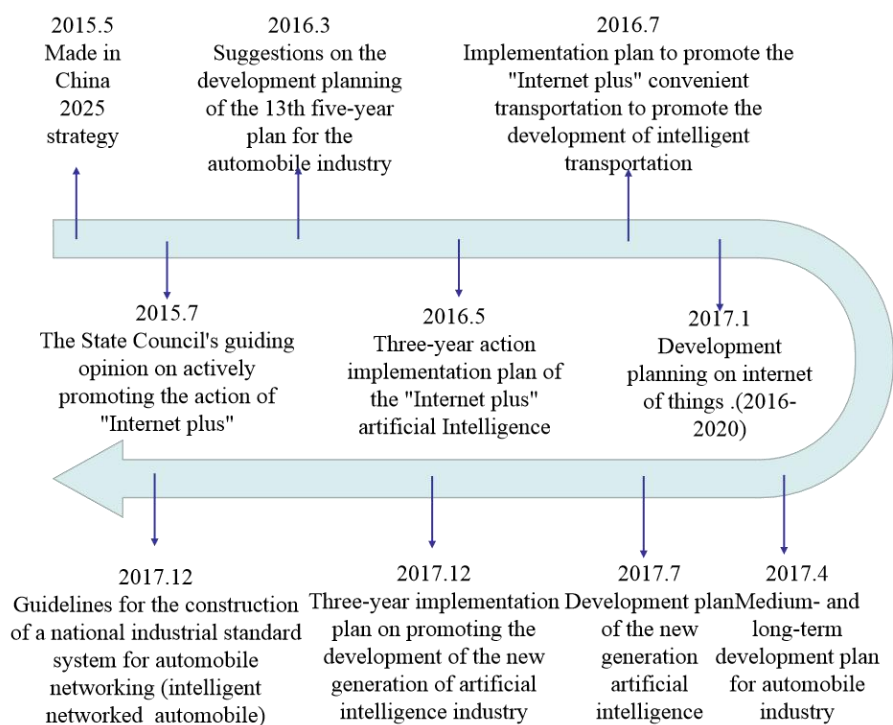 2015.5
Made in
China
2025
strategy
2016.3
Suggestions on the
development planning
of the 13th five-year
plan for the
automobile industry
2016.7
Implementation plan to promote the
"Internet plus" convenient
transportation to promote the
development of intelligent
transportation
2015.7
The State Council's guiding
opinion on actively
promoting the action of
"Internet plus"
2016.5
Three-year action
implementation plan of
the "Internet plus"
artificial Intelligence
2017.1
Development
planning on internet
of things .(2016-
2020)
2017.12
Guidelines for the construction
of a national industrial standard
system for automobile
networking (intelligent
networked automobile)
2017.12
Three-year implementation
plan on promoting the
development of the new
generation of artificial
intelligence industry
2017.7
Development plan
of the new
generation
artificial
intelligence
2017.4
Medium- and
long-term
development plan
for automobile
industry